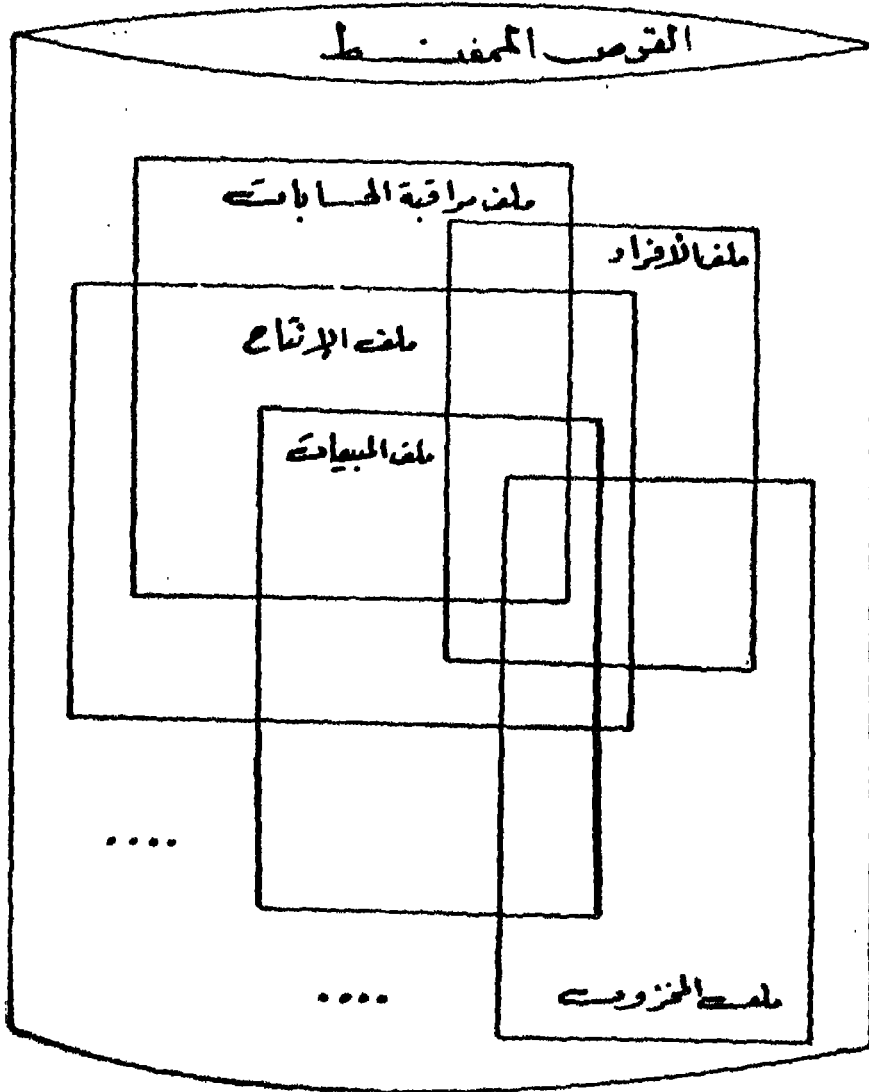 القرص الممغنط
ملف مراقبة الحسابات
ملف الأفراد
ملف الإنتاج
ملف المبيعات
....
....
ملف المخزون